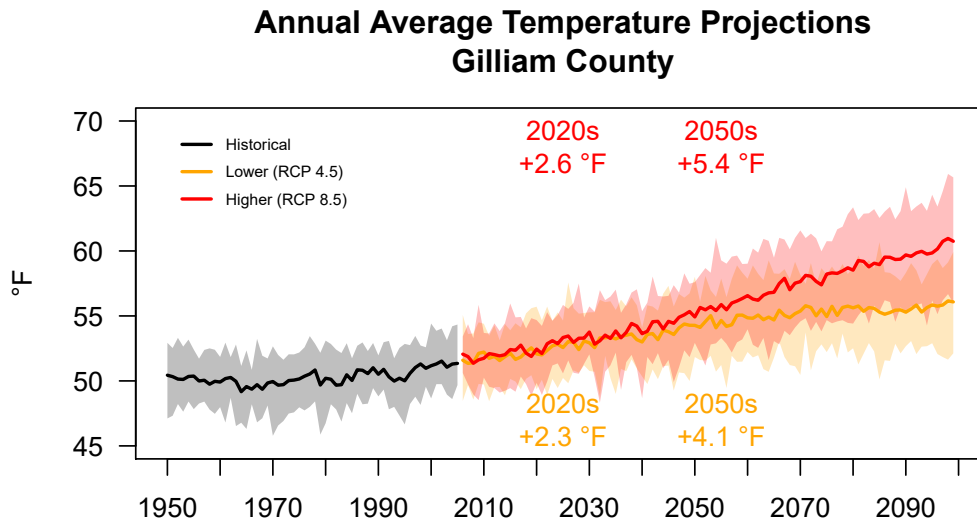 Annual Average Temperature Projections
Gilliam County
°F
70
65
60
55
50
45
Historical
Lower (RCP 4.5)
Higher (RCP 8.5)
2020s
+2.6 °F
2050s
+5.4 °F
2020s
+2.3 °F
2050s
+4.1 °F
1950 1970 1990 2010 2030 2050 2070 2090